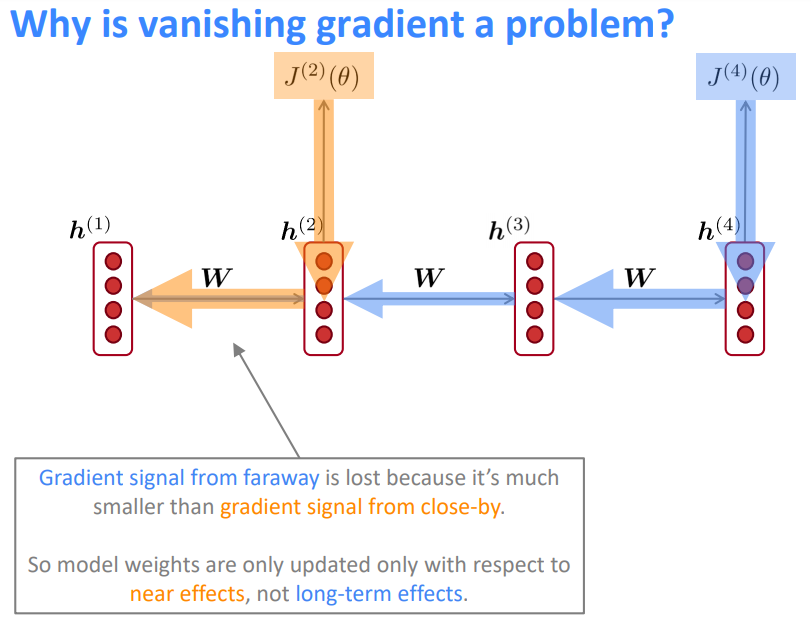 Why is vanishing gradient a problem?
J^{(2)}(θ)
J^{(4)}(θ)
h^{(1)}
h^{(2)}
h^{(3)}
h^{(4)}
W
W
W
Gradient signal from faraway is lost because it’s much
smaller than gradient signal from close-by.
So model weights are only updated only with respect to
near effects, not long-term effects.